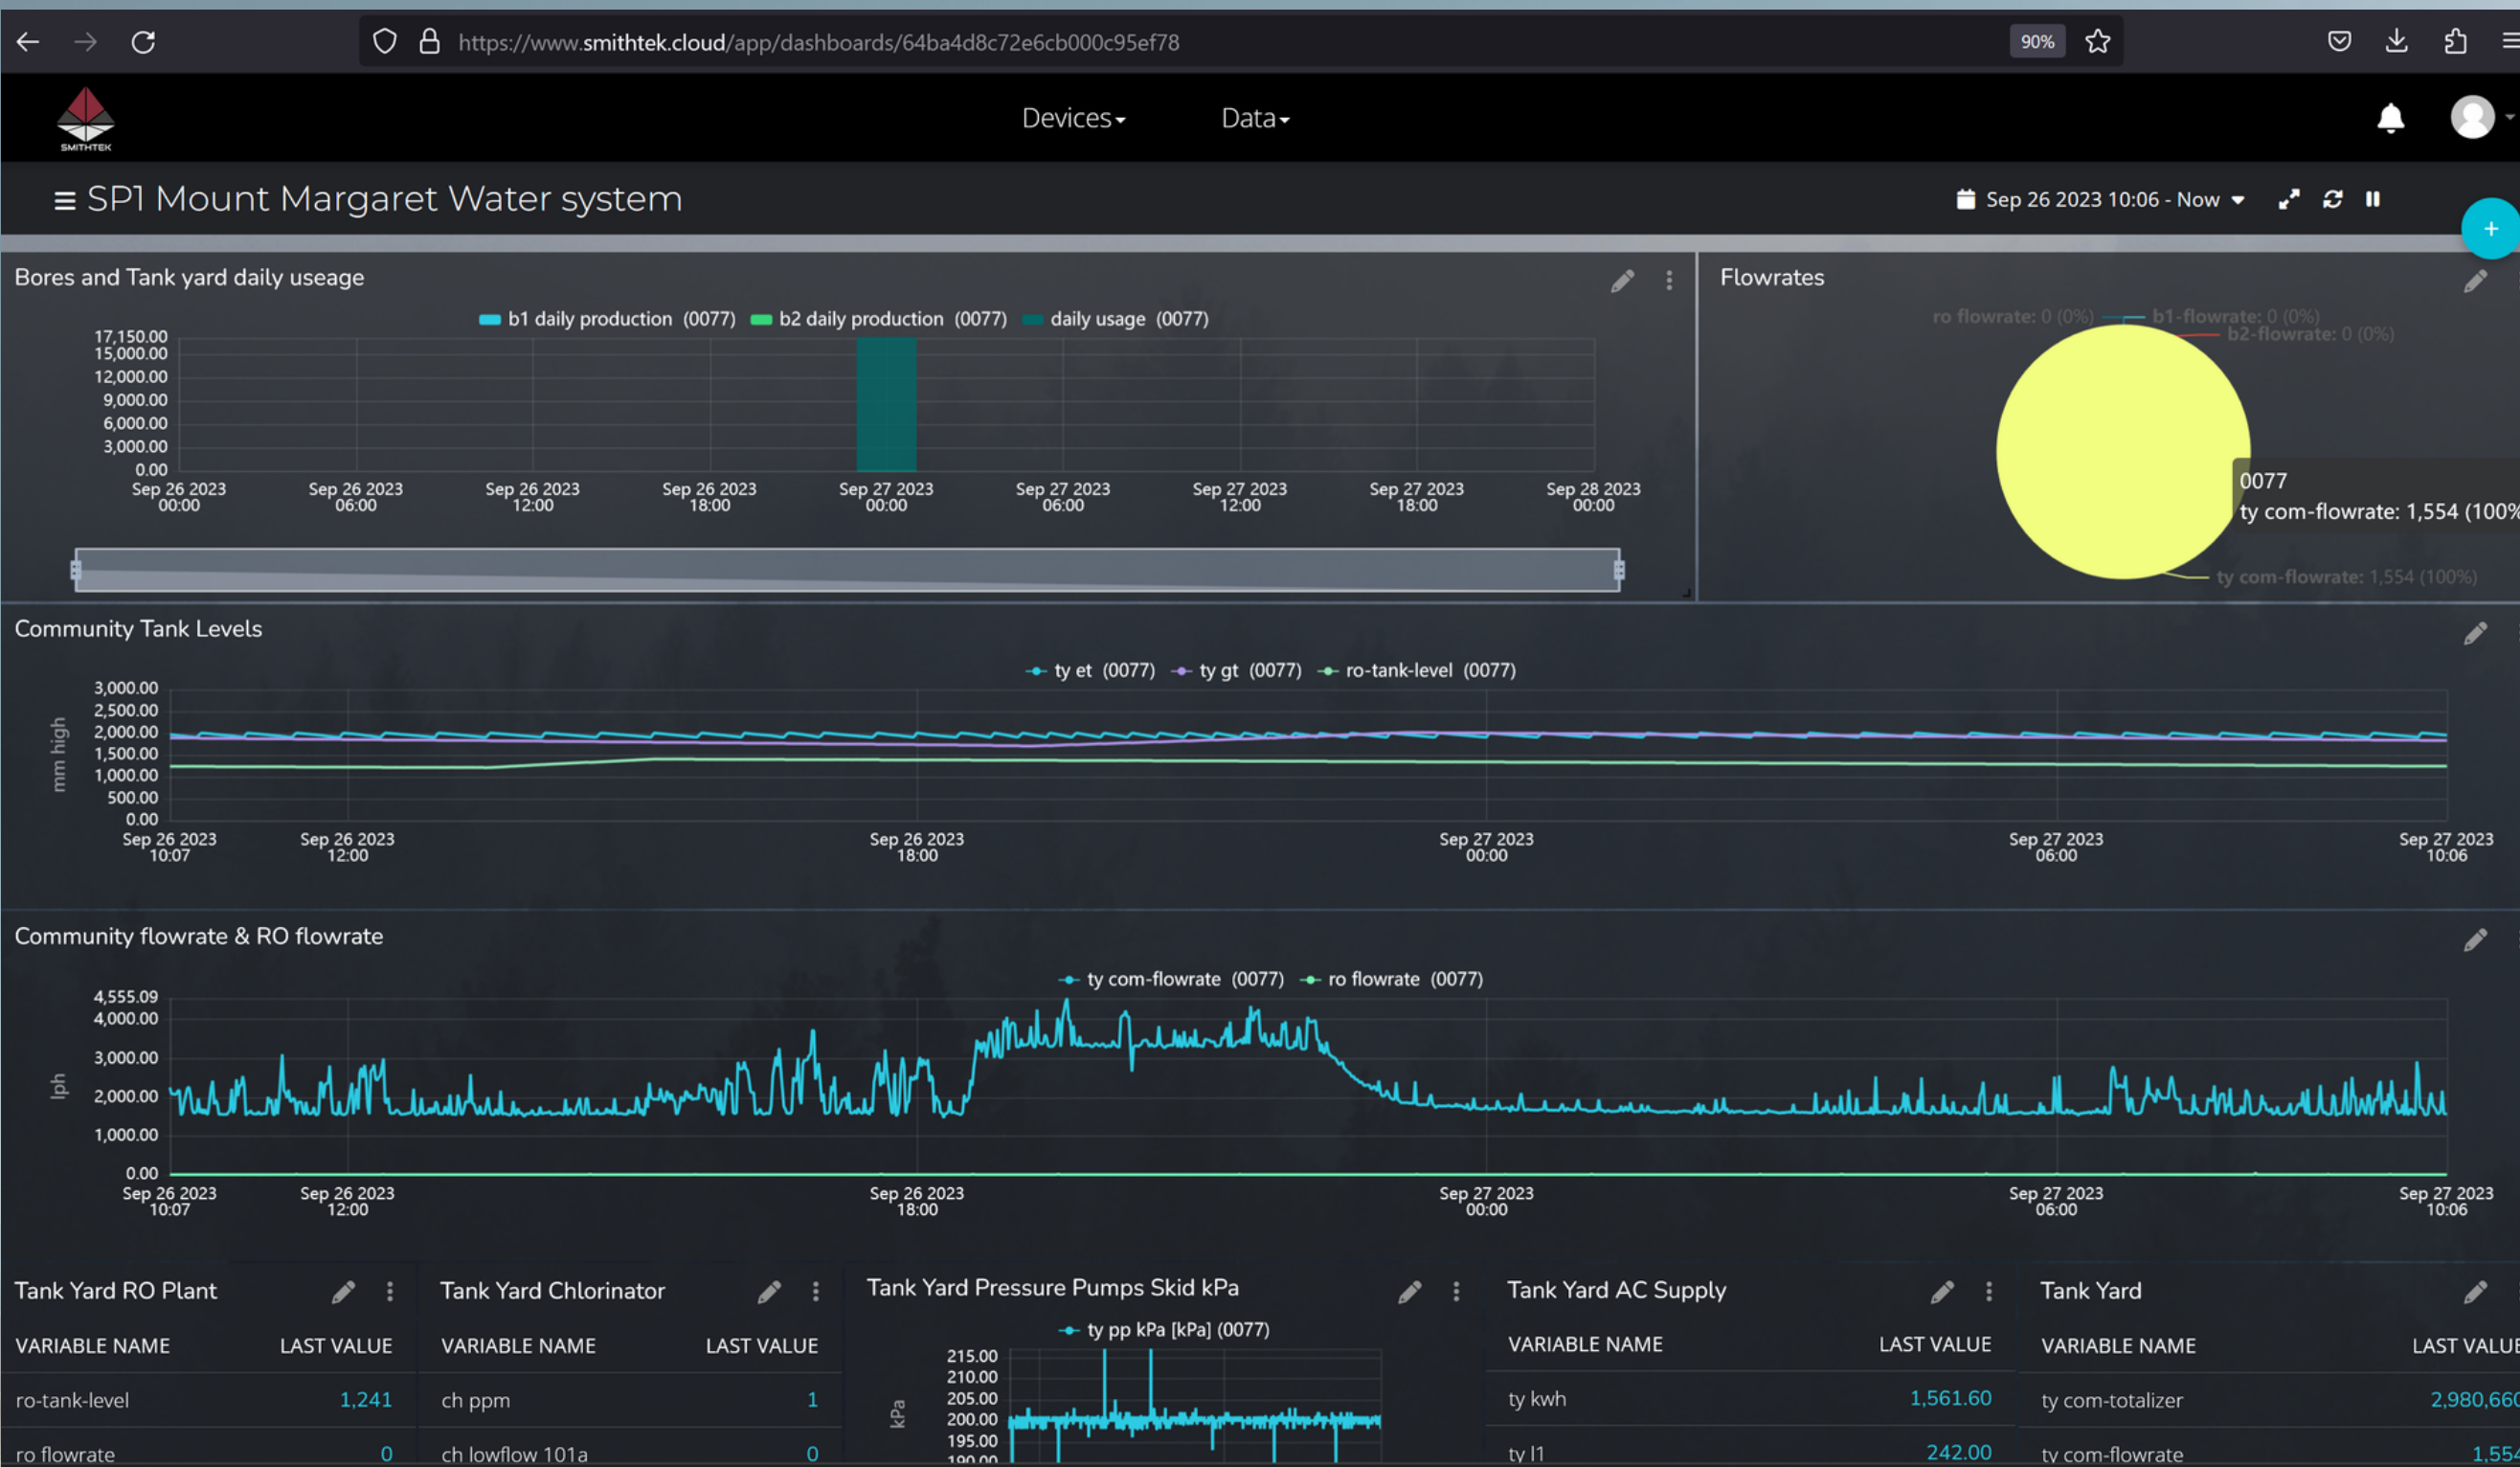 https://www.smithtek.cloud/app/dashboards/64ba4d8c72e6cb000c95ef78
90%
SMITHTEK
Devices
Data
SP1 Mount Margaret Water system
Sep 26 2023 10:06 - Now
+
Bores and Tank yard daily useage
b1 daily production (0077) b2 daily production (0077) daily usage (0077)
17,150.00
15,000.00
12,000.00
9,000.00
6,000.00
3,000.00
0.00
Sep 26 2023 Sep 26 2023 Sep 26 2023 Sep 26 2023 Sep 27 2023 Sep 27 2023 Sep 27 2023 Sep 27 2023 Sep 28 2023
00:00 06:00 12:00 18:00 00:00 06:00 12:00 18:00 00:00
Flowrates
ro flowrate: 0 (0%) b1-flowrate: 0 (0%)
b2-flowrate: 0 (0%)
0077
ty com-flowrate: 1,554 (100%
ty com-flowrate: 1,554 (100%)
Community Tank Levels
ty et (0077) ty gt (0077) ro-tank-level (0077)
mm high
3,000.00
2,500.00
2,000.00
1,500.00
1,000.00
500.00
0.00
Sep 26 2023 Sep 26 2023 Sep 26 2023 Sep 27 2023 Sep 27 2023 Sep 27 2023
10:07 12:00 18:00 00:00 06:00 10:06
Community flowrate & RO flowrate
ty com-flowrate (0077) ro flowrate (0077)
lph
4,555.09
4,000.00
3,000.00
2,000.00
1,000.00
0.00
Sep 26 2023 Sep 26 2023 Sep 26 2023 Sep 27 2023 Sep 27 2023 Sep 27 2023
10:07 12:00 18:00 00:00 06:00 10:06
Tank Yard RO Plant
VARIABLE NAME LAST VALUE
ro-tank-level 1,241
ro flowrate 0
Tank Yard Chlorinator
VARIABLE NAME LAST VALUE
ch ppm 1
ch lowflow 101a 0
Tank Yard Pressure Pumps Skid kPa
ty pp kPa [kPa] (0077)
kPa
215.00
210.00
205.00
200.00
195.00
190.00
Tank Yard AC Supply
VARIABLE NAME LAST VALUE
ty kwh 1,561.60
ty l1 242.00
Tank Yard
VARIABLE NAME LAST VALUE
ty com-totalizer 2,980,660
ty com-flowrate 1,554